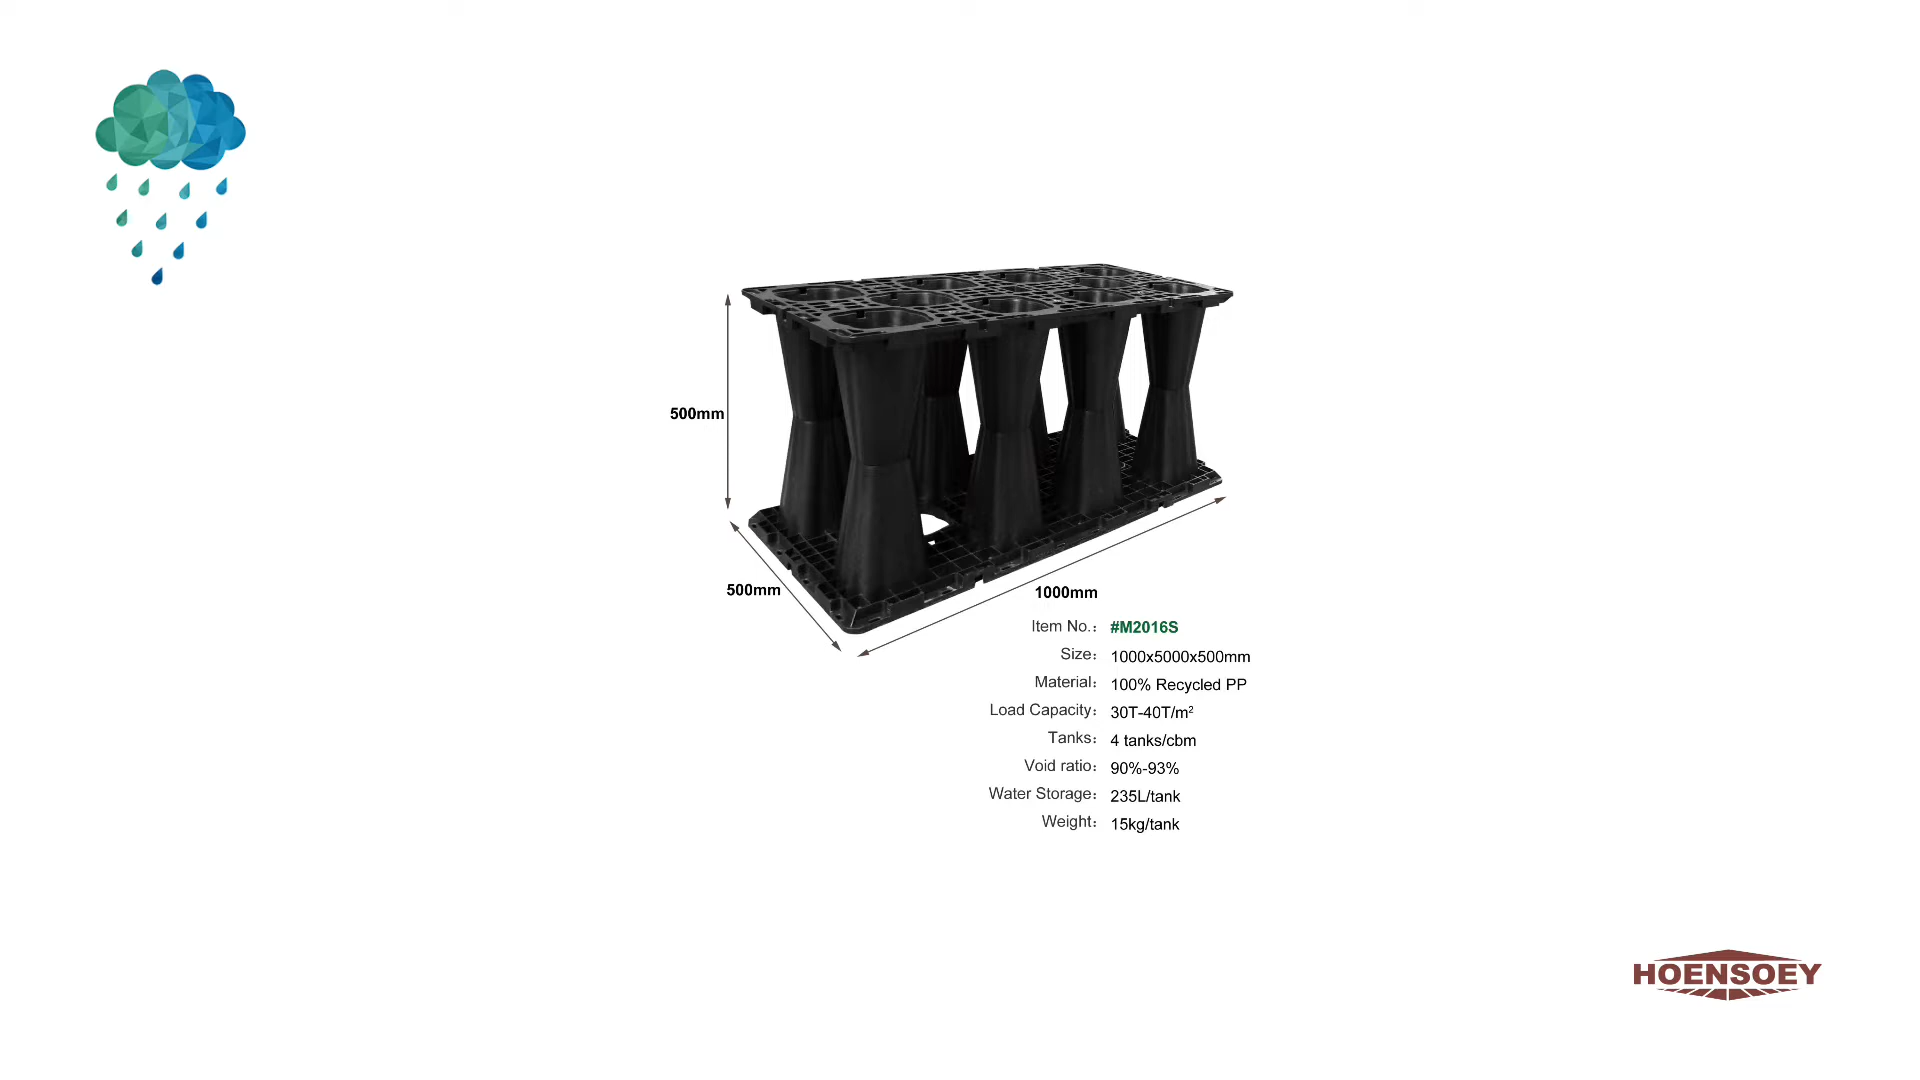 500mm
500mm
1000mm
Item No.: #M2016S
Size: 1000x5000x500mm
Material: 100% Recycled PP
Load Capacity: 30T-40T/m²
Tanks: 4 tanks/cbm
Void ratio: 90%-93%
Water Storage: 235L/tank
Weight: 15kg/tank
HOENSOEY